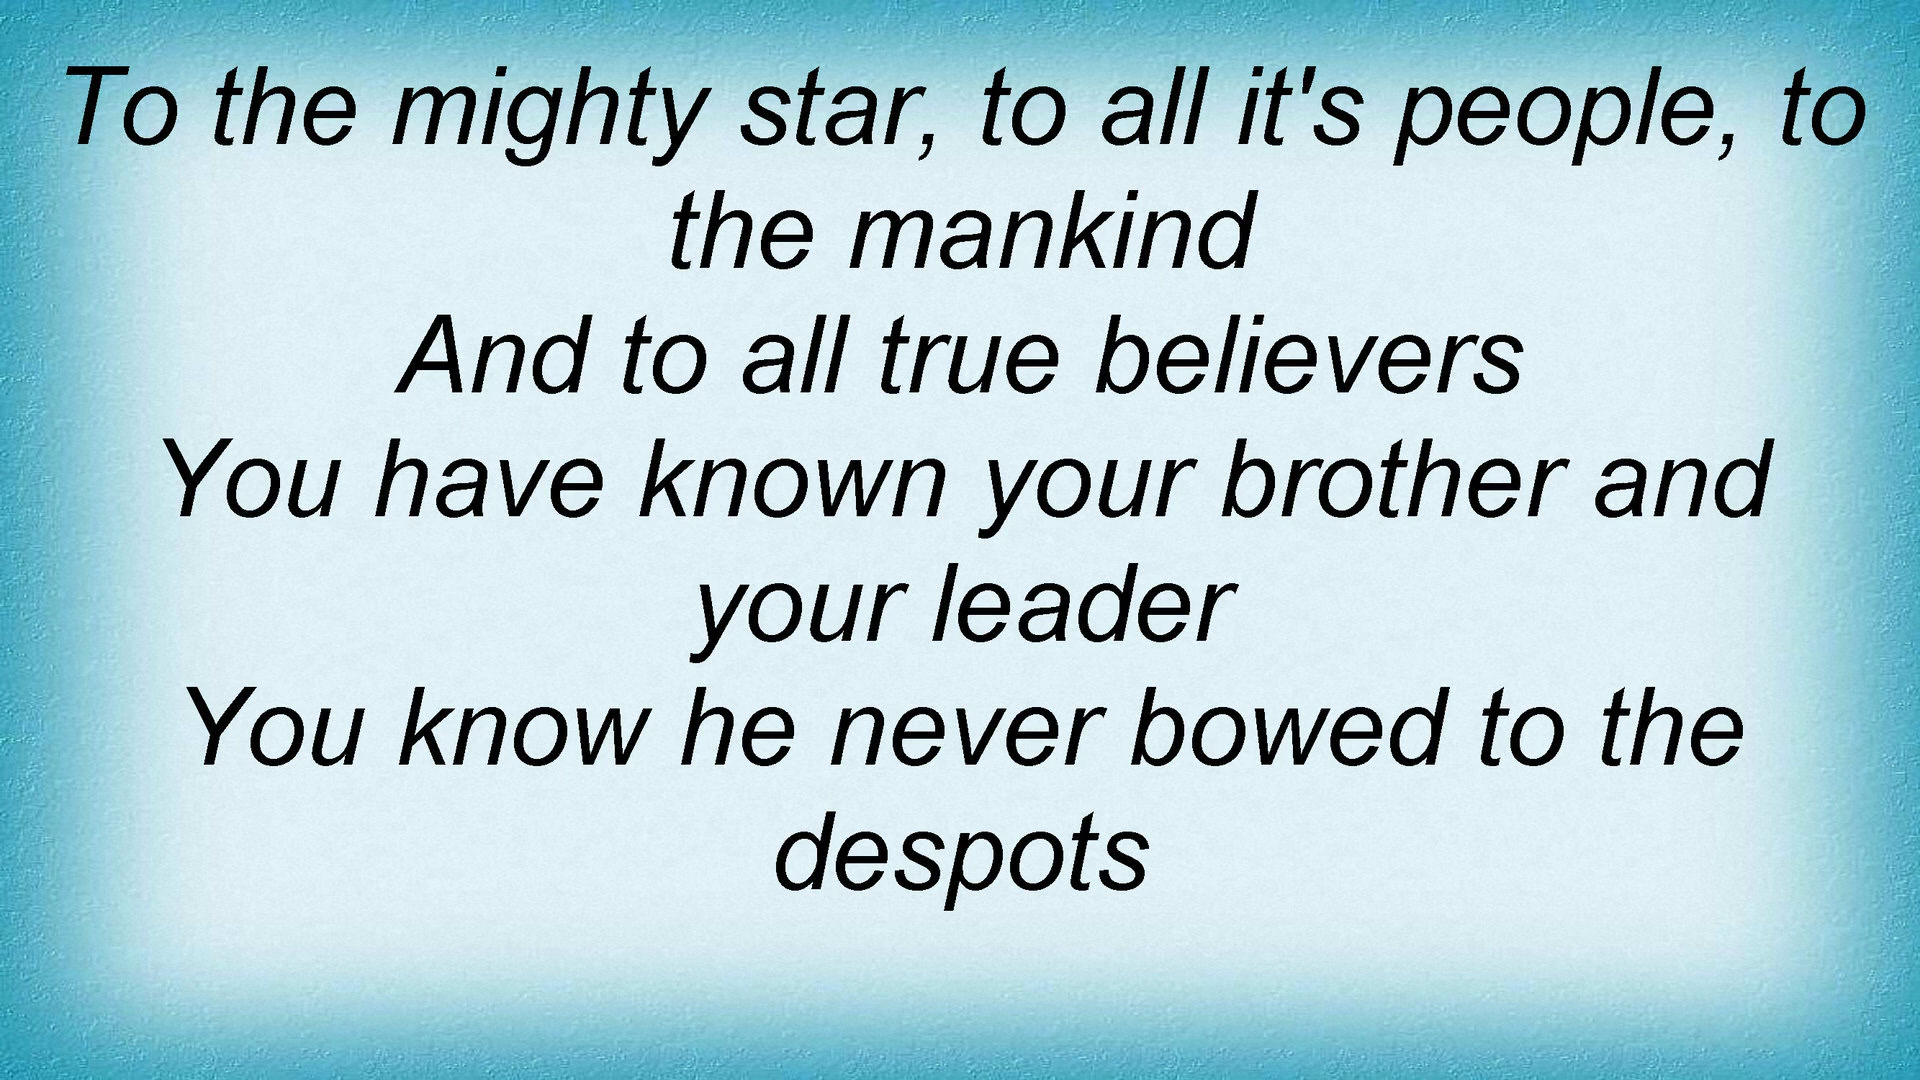 To the mighty star, to all it's people, to
the mankind
And to all true believers
You have known your brother and
your leader
You know he never bowed to the
despots